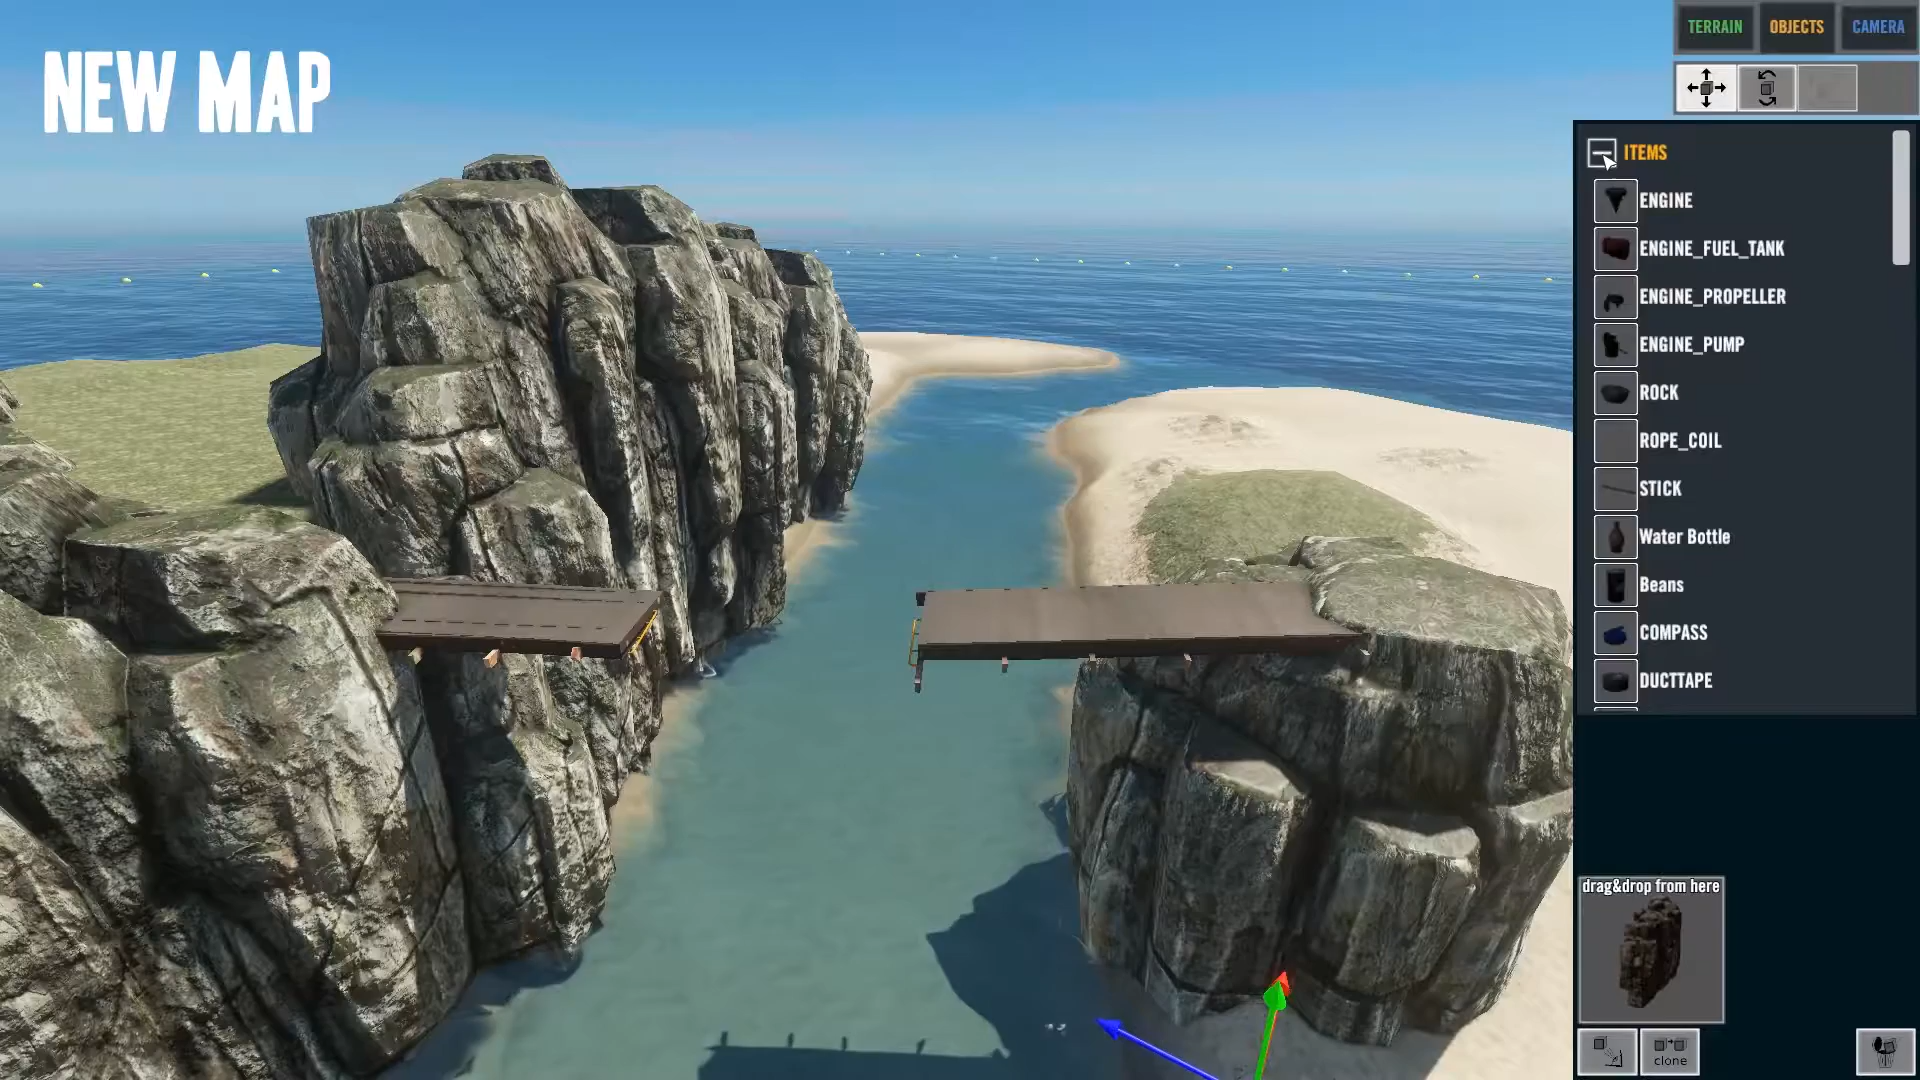 NEW MAP
TERRAIN
OBJECTS
CAMERA
ITEMS
ENGINE
ENGINE_FUEL_TANK
ENGINE_PROPELLER
ENGINE_PUMP
ROCK
ROPE_COIL
STICK
Water Bottle
Beans
COMPASS
DUCTTAPE
drag&drop from here
clone